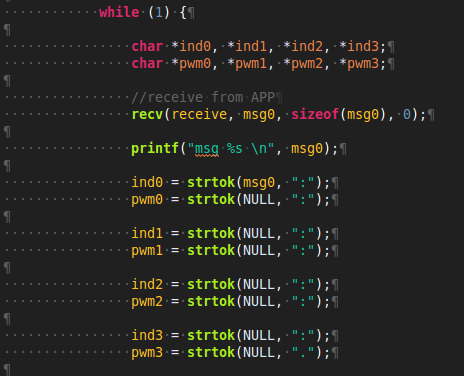 while (1) {
char *ind0, *ind1, *ind2, *ind3;
char *pwm0, *pwm1, *pwm2, *pwm3;
//receive from APP
recv(receive, msg0, sizeof(msg0), 0);
printf("msg %s \n", msg0);
ind0 = strtok(msg0, ":");
pwm0 = strtok(NULL, ":");
ind1 = strtok(NULL, ":");
pwm1 = strtok(NULL, ":");
ind2 = strtok(NULL, ":");
pwm2 = strtok(NULL, ":");
ind3 = strtok(NULL, ":");
pwm3 = strtok(NULL, ".");